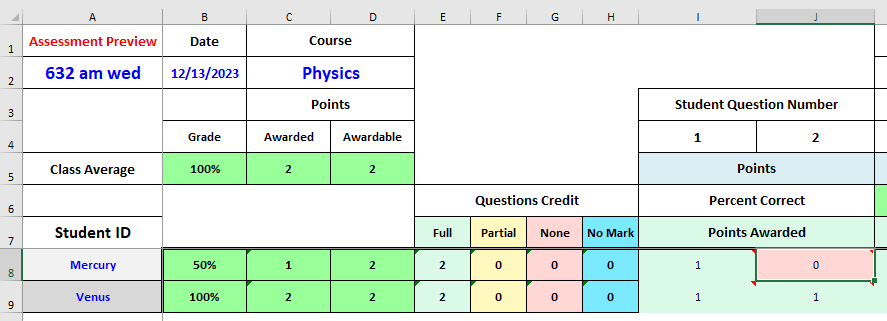 A B C D E F G H I J
1 Assessment Preview Date Course
2 632 am wed 12/13/2023 Physics
3 Points Student Question Number
4 Grade Awarded Awardable 1 2
5 Class Average 100% 2 2 Points
6 Questions Credit Percent Correct
7 Student ID Full Partial None No Mark Points Awarded
8 Mercury 50% 1 2 2 0 0 0 1 0
9 Venus 100% 2 2 2 0 0 0 1 1